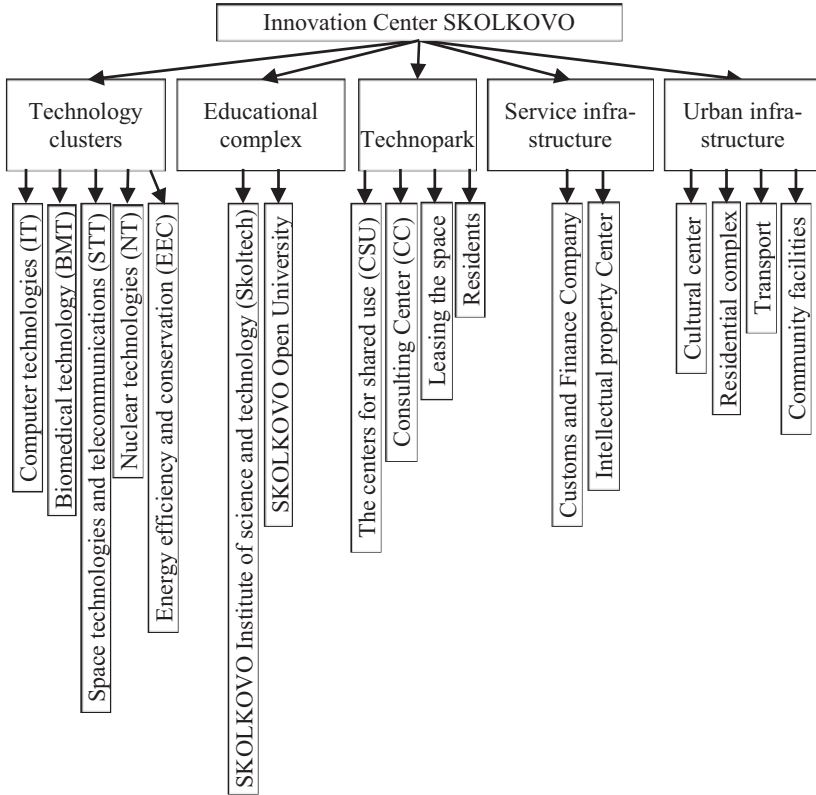 Innovation Center SKOLKOVO
Technology
clusters
Educational
complex
Technopark
Service infra-
structure
Urban infra-
structure
Computer technologies (IT)
Biomedical technology (BMT)
Space technologies and telecommunications (STT)
Nuclear technologies (NT)
Energy efficiency and conservation (EEC)
SKOLKOVO Institute of science and technology (Skoltech)
SKOLKOVO Open University
The centers for shared use (CSU)
Consulting Center (CC)
Leasing the space
Residents
Customs and Finance Company
Intellectual property Center
Cultural center
Residential complex
Transport
Community facilities